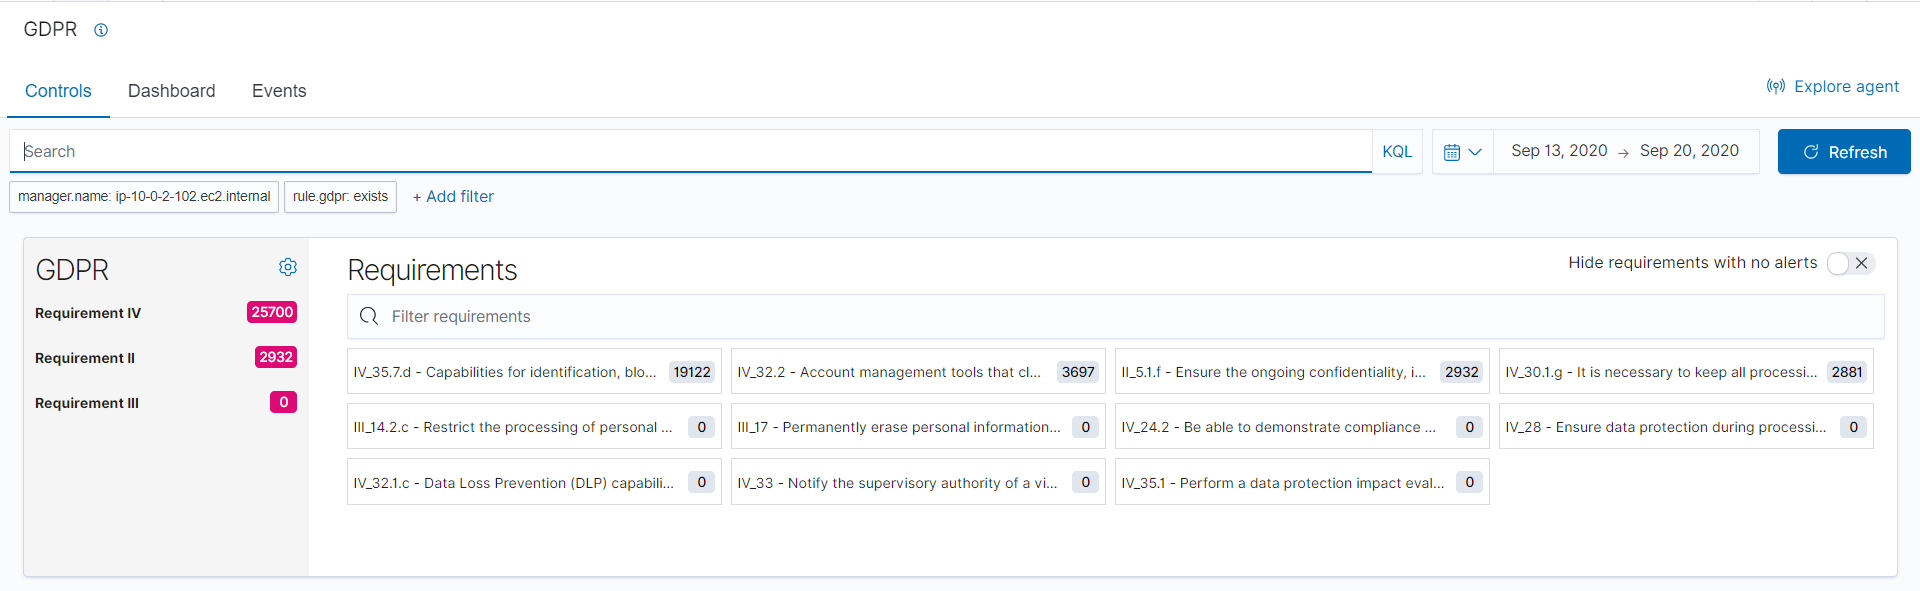 GDPR
Controls Dashboard Events
Explore agent
Search KQL Sep 13, 2020 → Sep 20, 2020 Refresh
manager.name: ip-10-0-2-102.ec2.internal rule.gdpr: exists + Add filter
GDPR
Requirement IV 25700
Requirement II 2932
Requirement III 0
Requirements
Hide requirements with no alerts
Filter requirements
IV_35.7.d - Capabilities for identification, blo... 19122
IV_32.2 - Account management tools that cl... 3697
II_5.1.f - Ensure the ongoing confidentiality, i... 2932
IV_30.1.g - It is necessary to keep all processi... 2881
III_14.2.c - Restrict the processing of personal ... 0
III_17 - Permanently erase personal information... 0
IV_24.2 - Be able to demonstrate compliance ... 0
IV_28 - Ensure data protection during processi... 0
IV_32.1.c - Data Loss Prevention (DLP) capabili... 0
IV_33 - Notify the supervisory authority of a vi... 0
IV_35.1 - Perform a data protection impact eval... 0